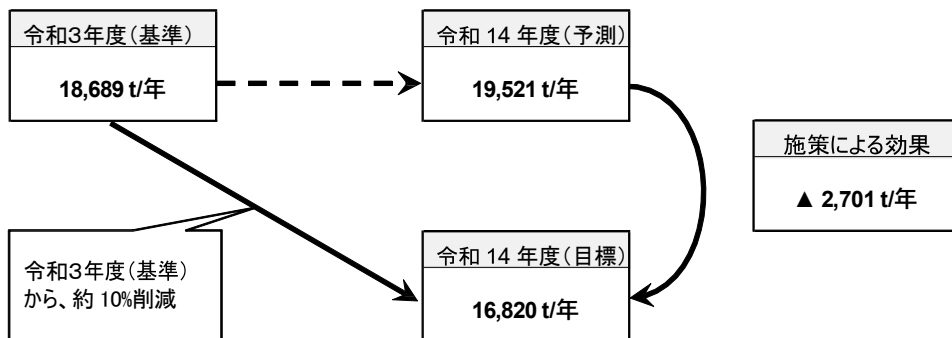 令和3年度（基準）
18,689 t/年
令和 14 年度（予測）
19,521 t/年
施策による効果
▲ 2,701 t/年
令和3年度（基準）
から、約 10%削減
令和 14 年度（目標）
16,820 t/年